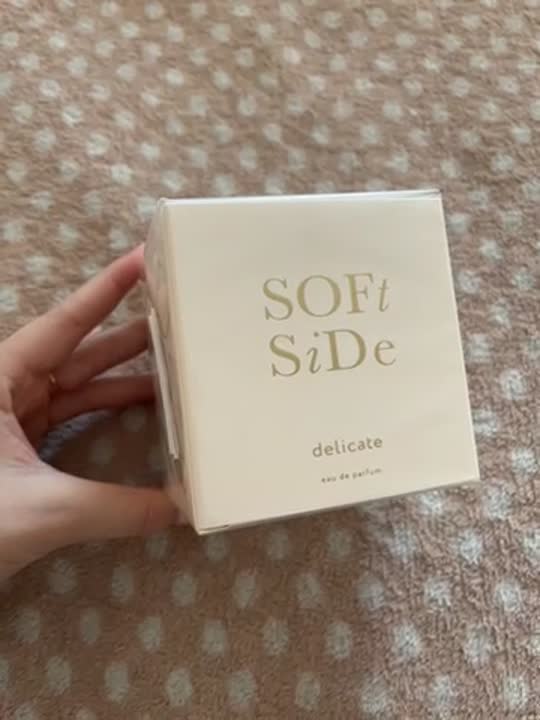 SOFt
SiDe
delicate
eau de parfum